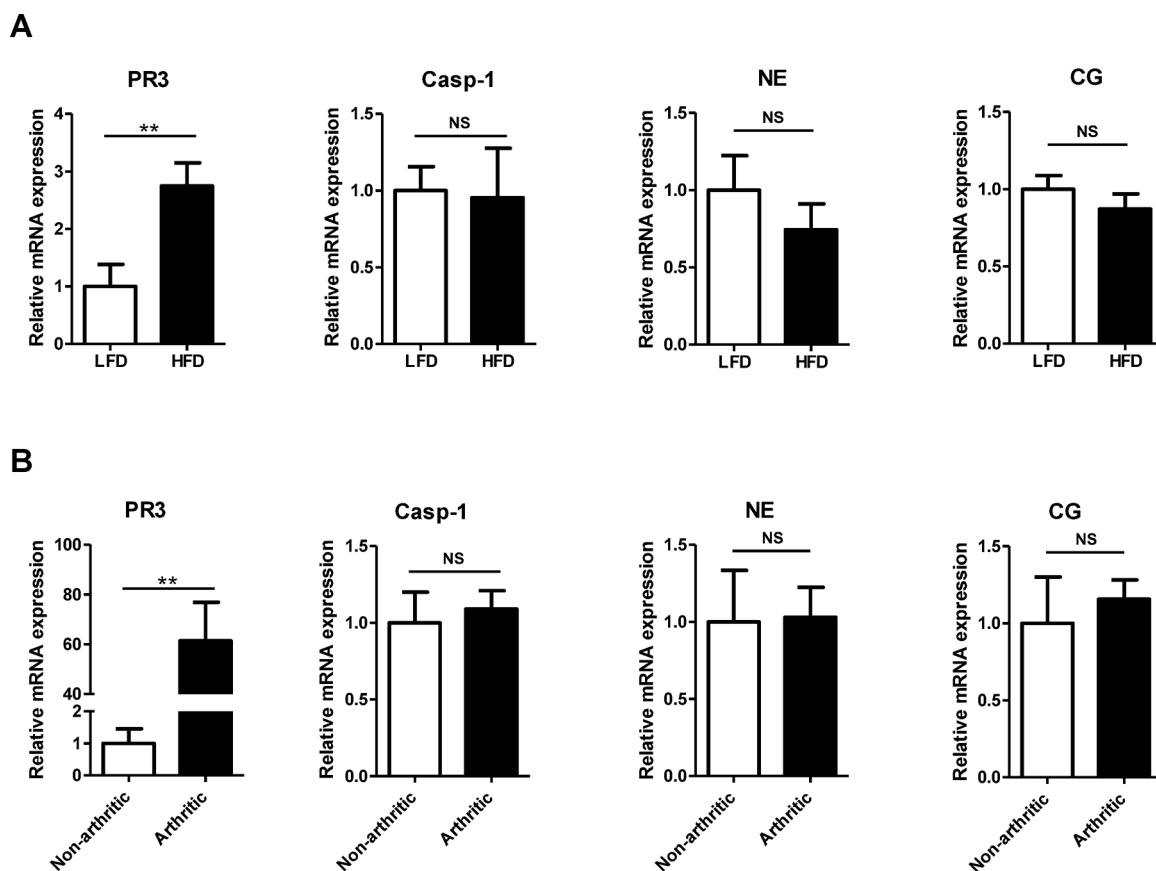 A
PR3
Casp-1
NE
CG
Relative mRNA expression
4
3
2
1
0
**
LFD
HFD
Relative mRNA expression
1.5
1.0
0.5
0.0
NS
LFD
HFD
Relative mRNA expression
1.5
1.0
0.5
0.0
NS
LFD
HFD
Relative mRNA expression
1.5
1.0
0.5
0.0
NS
LFD
HFD
B
PR3
Casp-1
NE
CG
Relative mRNA expression
100
80
60
40
2
1
0
**
Non-arthritic
Arthritic
Relative mRNA expression
1.5
1.0
0.5
0.0
NS
Non-arthritic
Arthritic
Relative mRNA expression
1.5
1.0
0.5
0.0
NS
Non-arthritic
Arthritic
Relative mRNA expression
1.5
1.0
0.5
0.0
NS
Non-arthritic
Arthritic